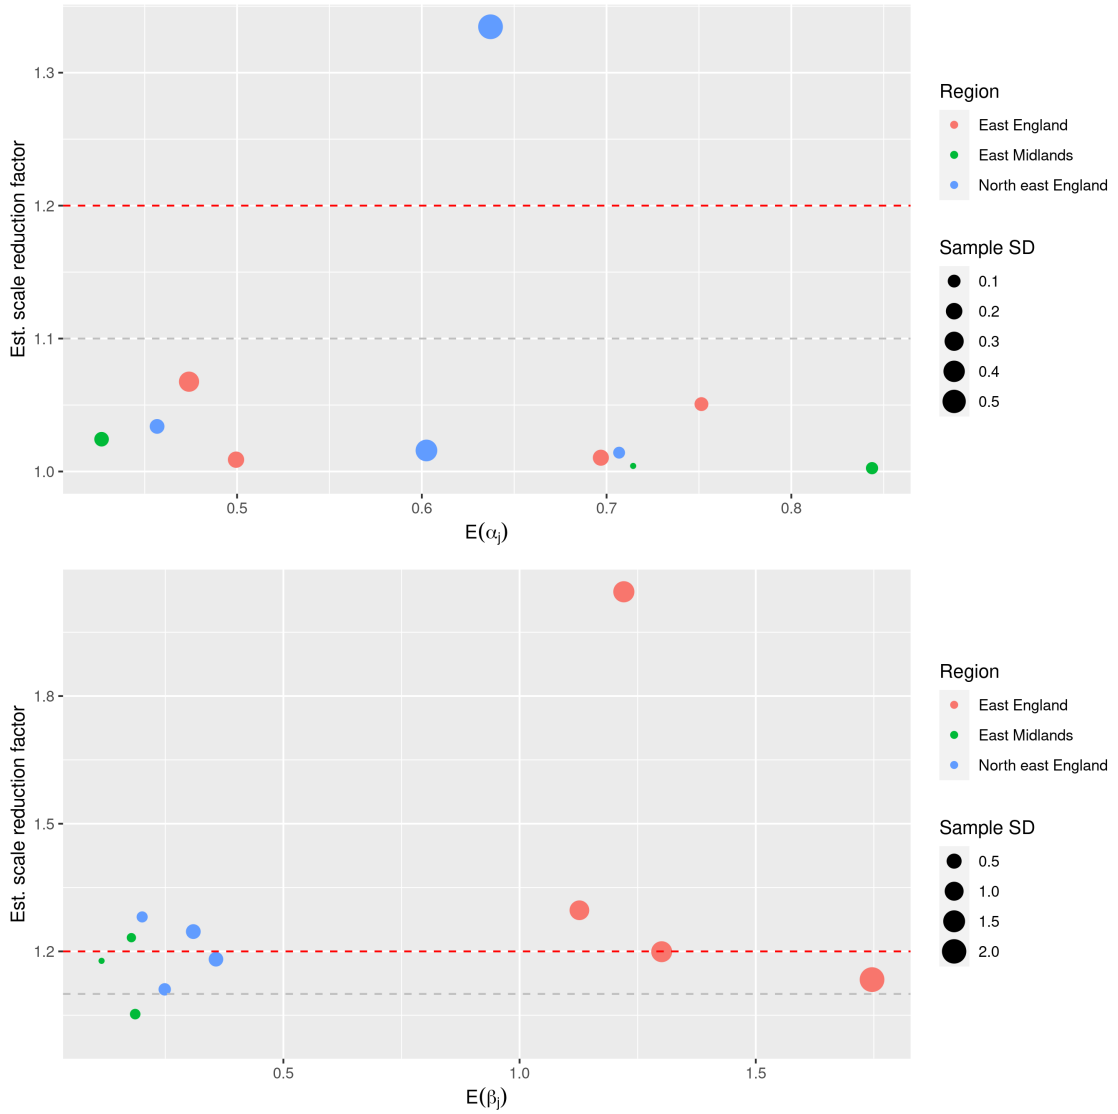 Est. scale reduction factor
1.3
1.2
1.1
1.0
0.5 0.6 0.7 0.8
E(αj)
Region
East England
East Midlands
North east England
Sample SD
0.1
0.2
0.3
0.4
0.5
Est. scale reduction factor
1.8
1.5
1.2
0.5 1.0 1.5
E(βj)
Region
East England
East Midlands
North east England
Sample SD
0.5
1.0
1.5
2.0